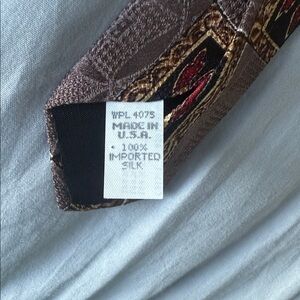 WPL 4075
MADE IN
U.S.A.
• 100%
IMPORTED
SILK